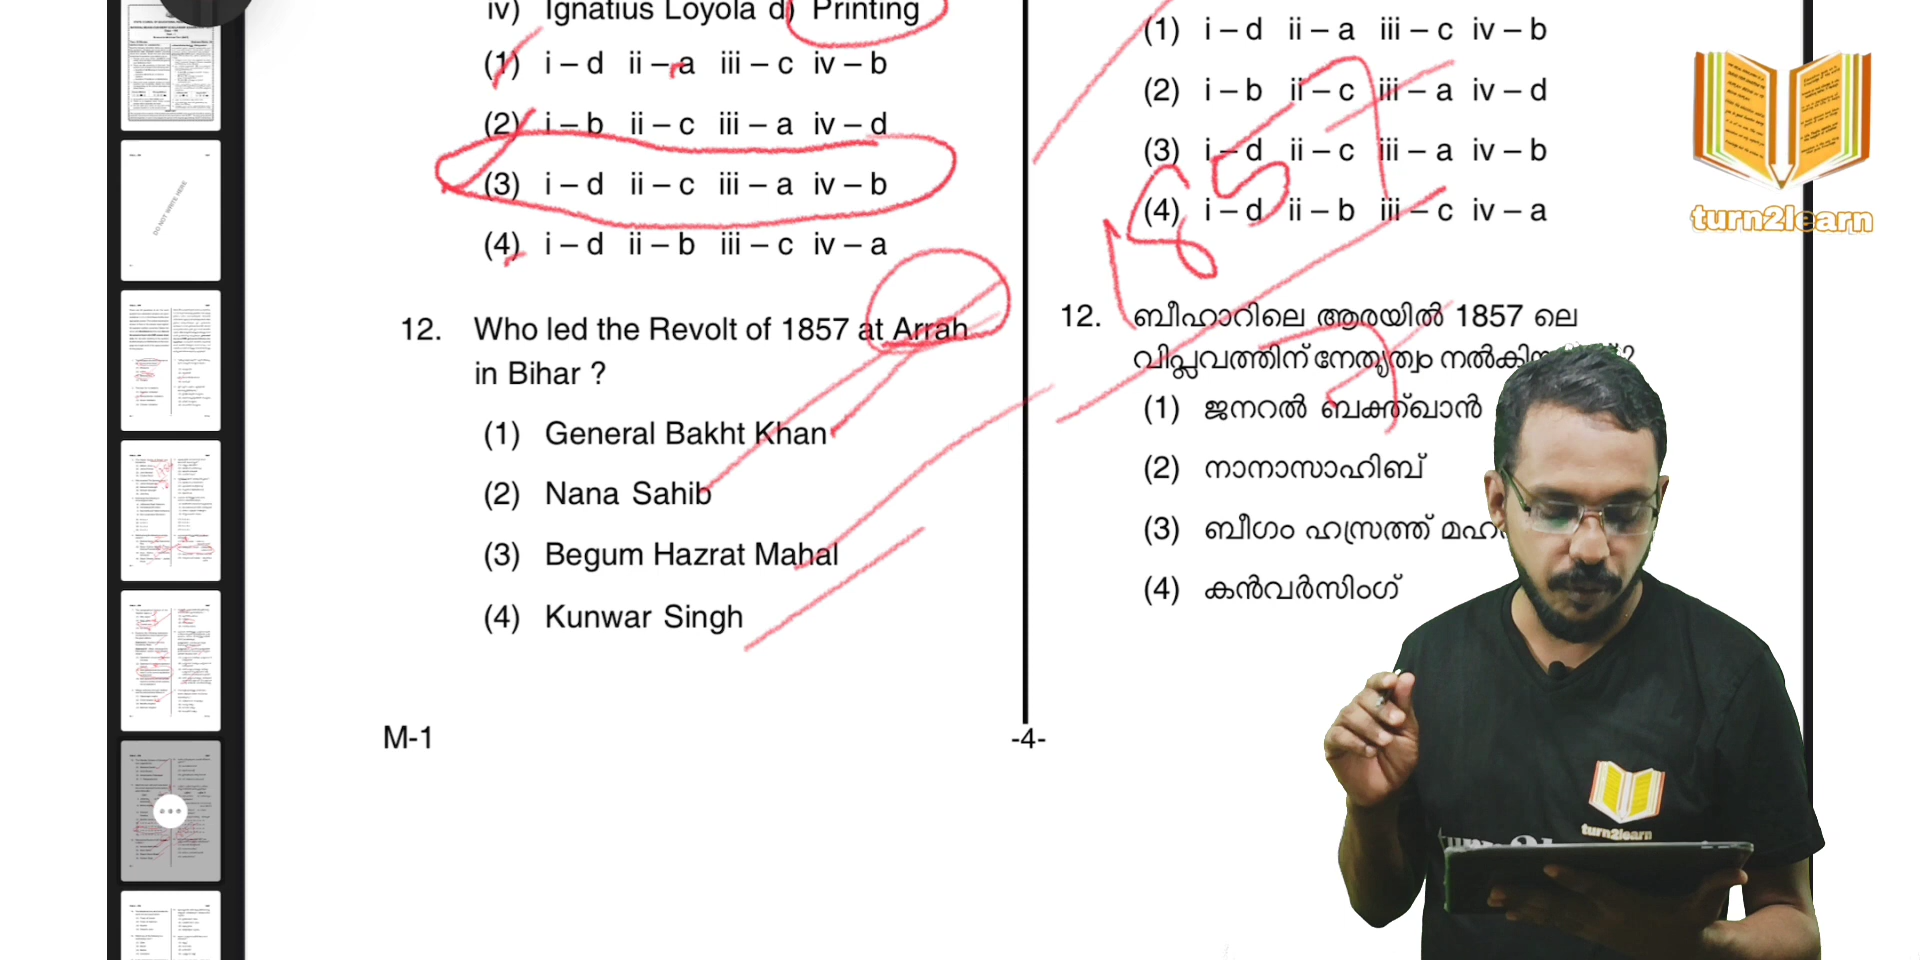 iv) Ignatius Loyola d) Printing
(1) i – d ii – a iii – c iv – b
(2) i – b ii – c iii – a iv – d
(3) i – d ii – c iii – a iv – b
(4) i – d ii – b iii – c iv – a
12. Who led the Revolt of 1857 at Arrah
in Bihar ?
(1) General Bakht Khan
(2) Nana Sahib
(3) Begum Hazrat Mahal
(4) Kunwar Singh
M-1
-4-
(1) i – d ii – a iii – c iv – b
(2) i – b ii – c iii – a iv – d
(3) i – d ii – c iii – a iv – b
(4) i – d ii – b iii – c iv – a
1857
12. ബീഹാറിലെ ആരയിൽ 1857 ലെ
വിപ്ലവത്തിന് നേതൃത്വം
(1) ജനറൽ ബക്ത്ഖാൻ
(2) നാനാസാഹിബ്
(3) ബീഗം ഹസ്രത്ത്
(4) കൻവർസിംഗ്
turn2learn
turn2learn
DO NOT WRITE HERE